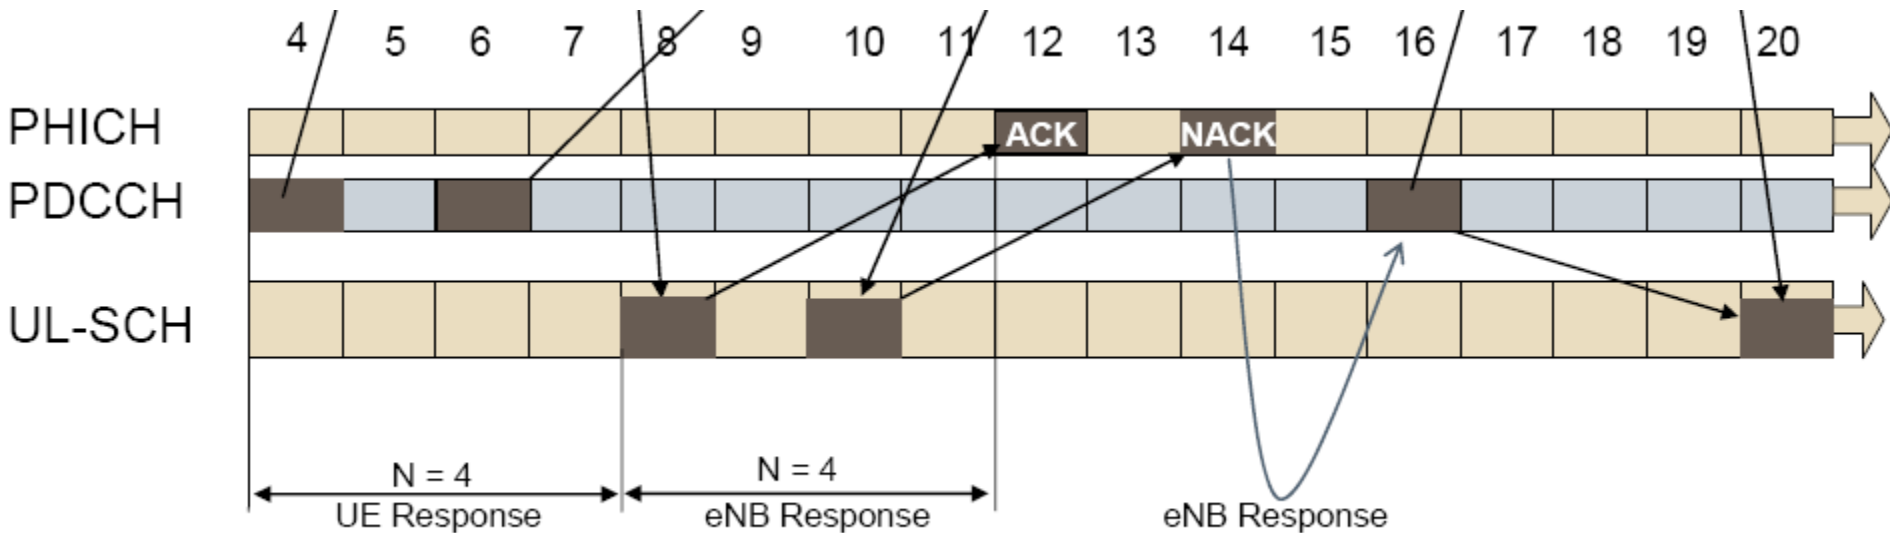 4 5 6 7 8 9 10 11 12 13 14 15 16 17 18 19 20
PHICH ACK NACK
PDCCH
UL-SCH
N = 4 N = 4
UE Response eNB Response eNB Response